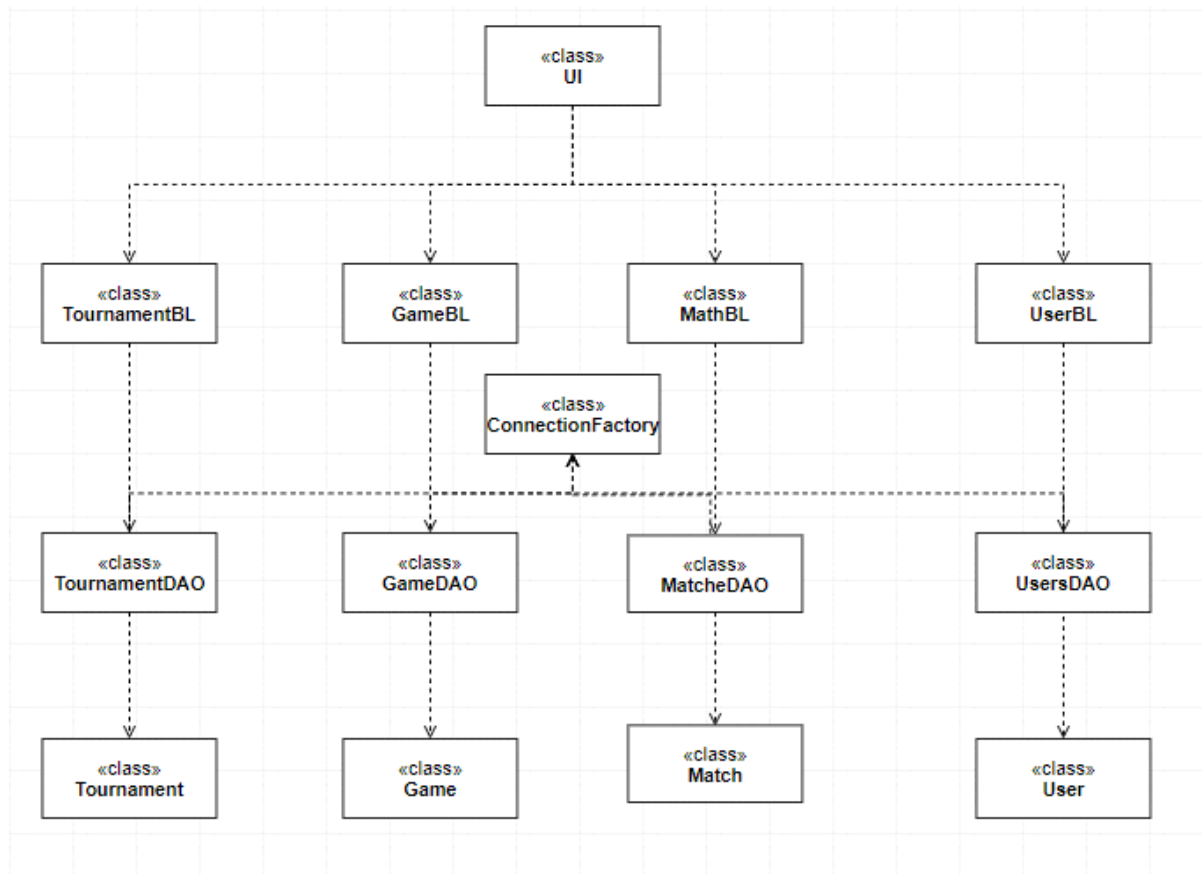 «class»
UI
«class»
TournamentBL
«class»
GameBL
«class»
MathBL
«class»
UserBL
«class»
ConnectionFactory
«class»
TournamentDAO
«class»
GameDAO
«class»
MatcheDAO
«class»
UsersDAO
«class»
Tournament
«class»
Game
«class»
Match
«class»
User